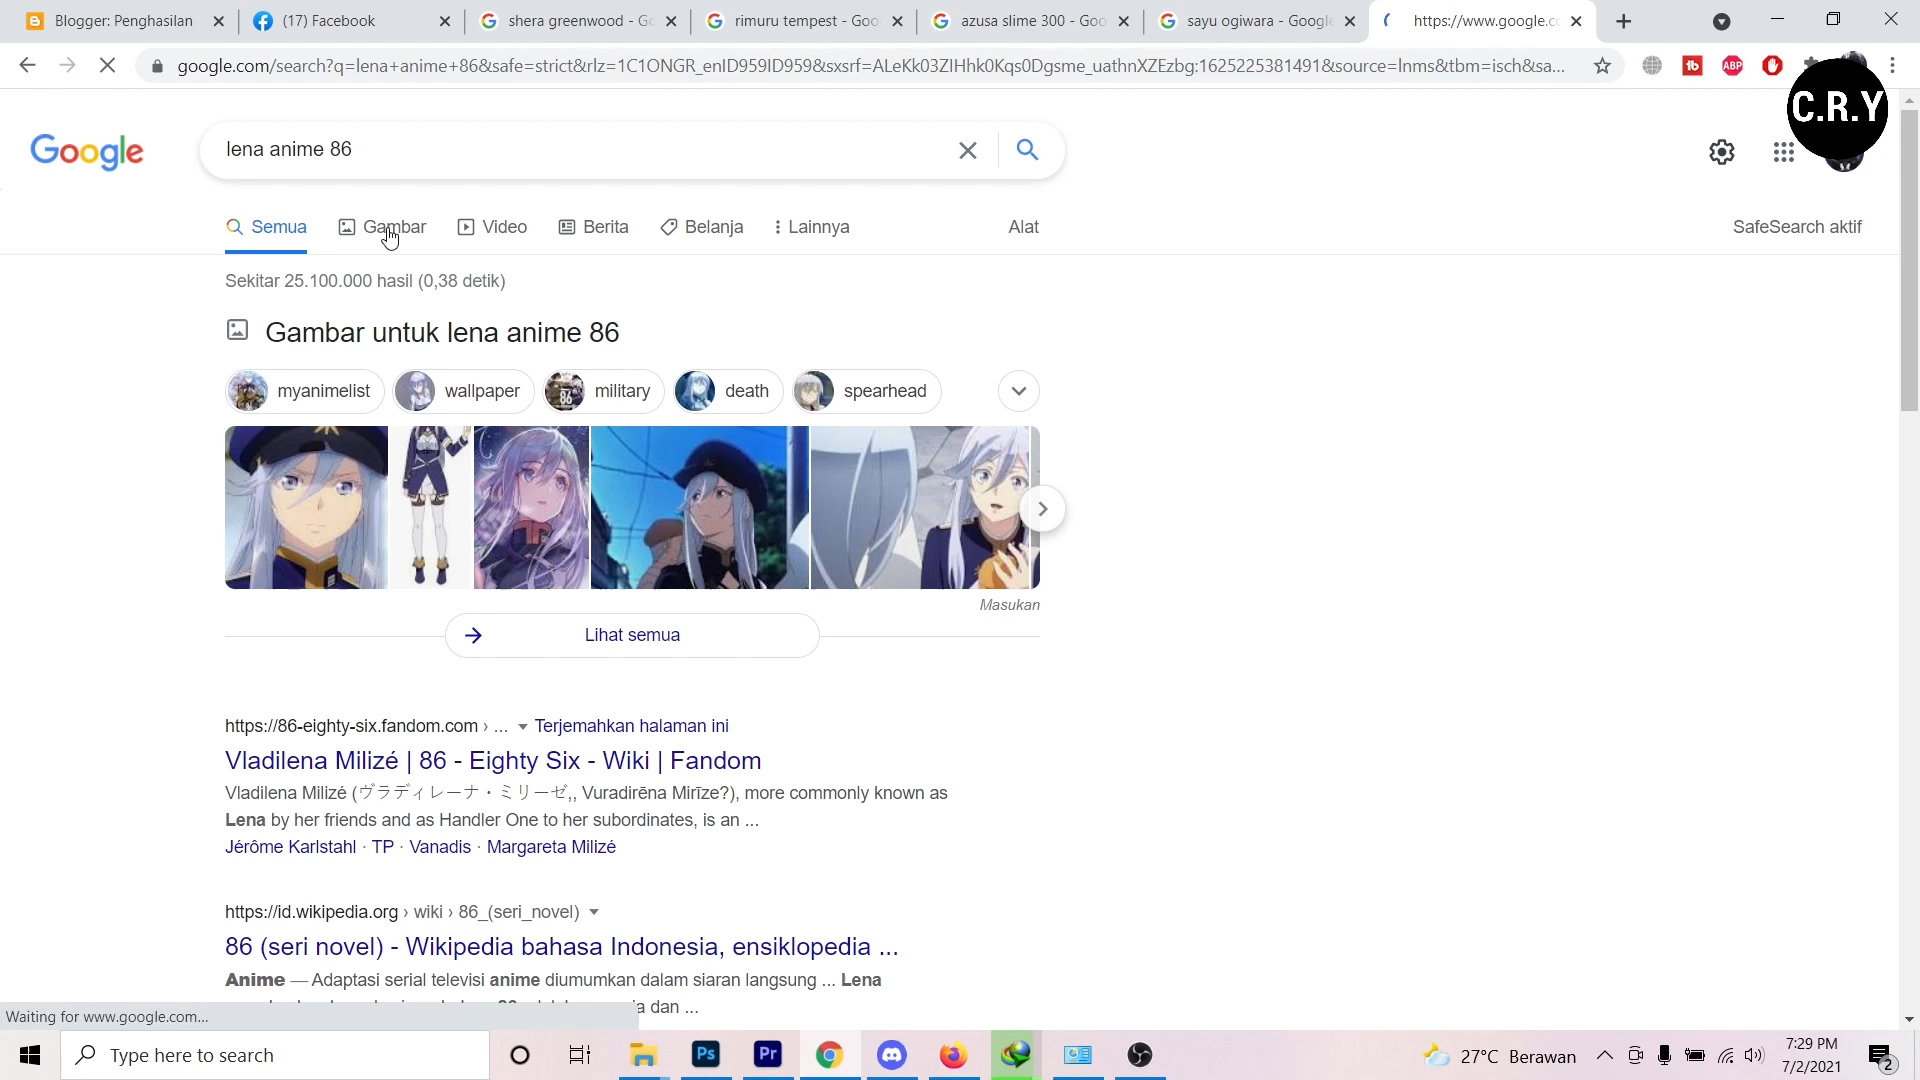 Blogger: Penghasilan
(17) Facebook
shera greenwood - Go
rimuru tempest - Goo
azusa slime 300 - Goo
sayu ogiwara - Google
https://www.google.co
google.com/search?q=lena+anime+86&safe=strict&rlz=1C1ONGR_enID959ID959&sxsrf=ALeKk03ZIHhk0Kqs0Dgsme_uathnXZEzbg:1625225381491&source=lnms&tbm=isch&sa...
ABP
C.R.Y
Google
lena anime 86
Semua
Gambar
Video
Berita
Belanja
Lainnya
Alat
SafeSearch aktif
Sekitar 25.100.000 hasil (0,38 detik)
Gambar untuk lena anime 86
myanimelist
wallpaper
86
military
death
spearhead
Masukan
Lihat semua
https://86-eighty-six.fandom.com › ... Terjemahkan halaman ini
Vladilena Milizé | 86 - Eighty Six - Wiki | Fandom
Vladilena Milizé (ヴラディレーナ・ミリーゼ,, Vuradirēna Mirīze?), more commonly known as
Lena by her friends and as Handler One to her subordinates, is an ...
Jérôme Karlstahl · TP · Vanadis · Margareta Milizé
https://id.wikipedia.org › wiki › 86_(seri_novel)
86 (seri novel) - Wikipedia bahasa Indonesia, ensiklopedia ...
Anime — Adaptasi serial televisi anime diumumkan dalam siaran langsung ... Lena
dan ...
Waiting for www.google.com...
Type here to search
Ps
Pr
27°C Berawan
7:29 PM
7/2/2021
2